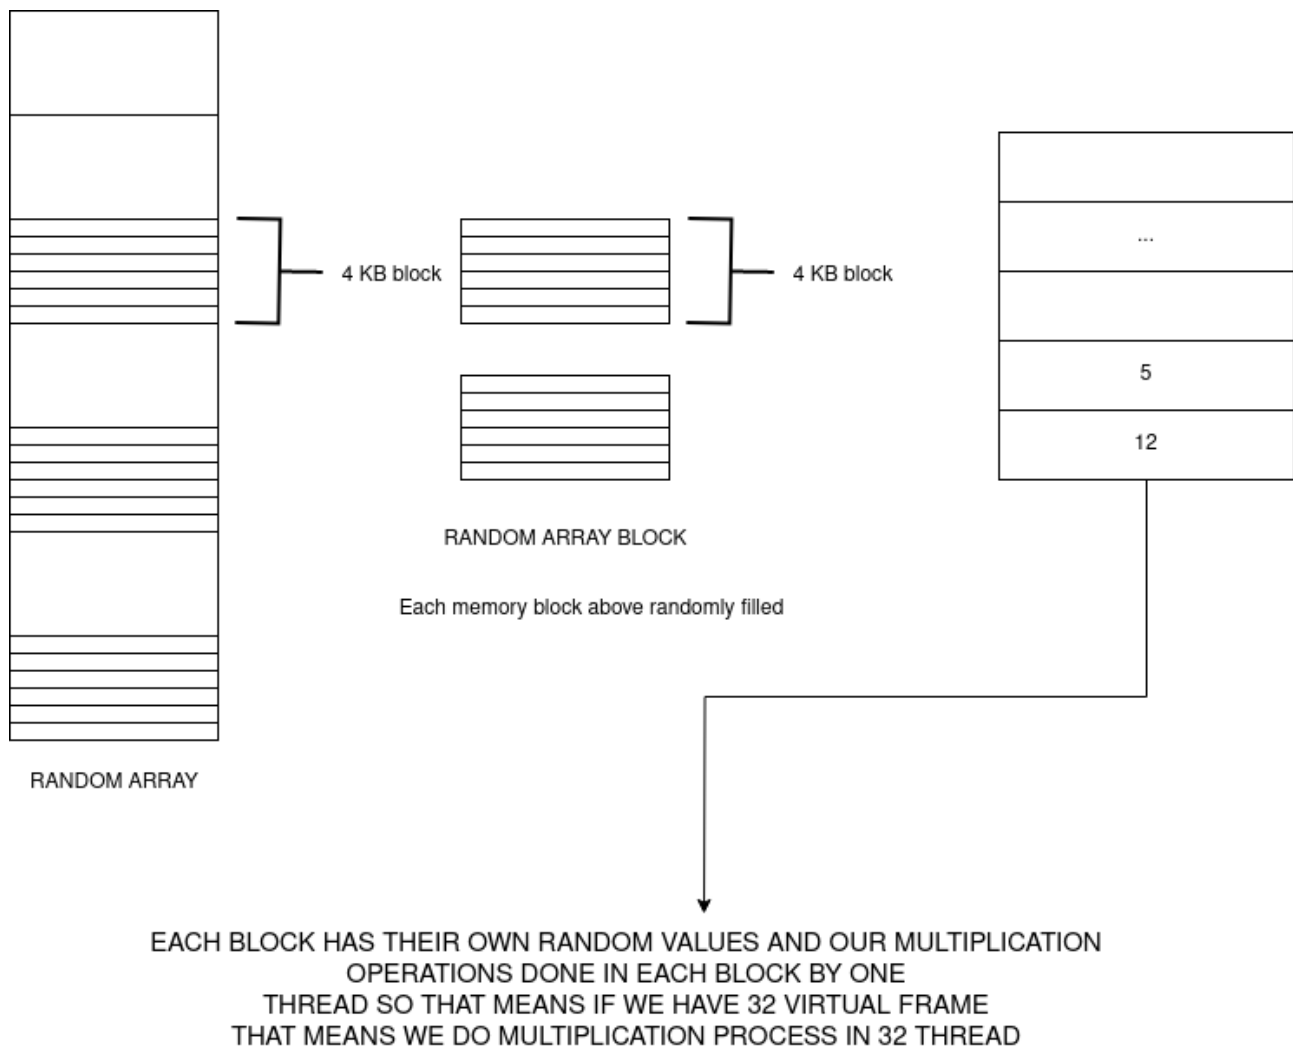 4 KB block
4 KB block
...
5
12
RANDOM ARRAY BLOCK
Each memory block above randomly filled
RANDOM ARRAY
EACH BLOCK HAS THEIR OWN RANDOM VALUES AND OUR MULTIPLICATION
OPERATIONS DONE IN EACH BLOCK BY ONE
THREAD SO THAT MEANS IF WE HAVE 32 VIRTUAL FRAME
THAT MEANS WE DO MULTIPLICATION PROCESS IN 32 THREAD